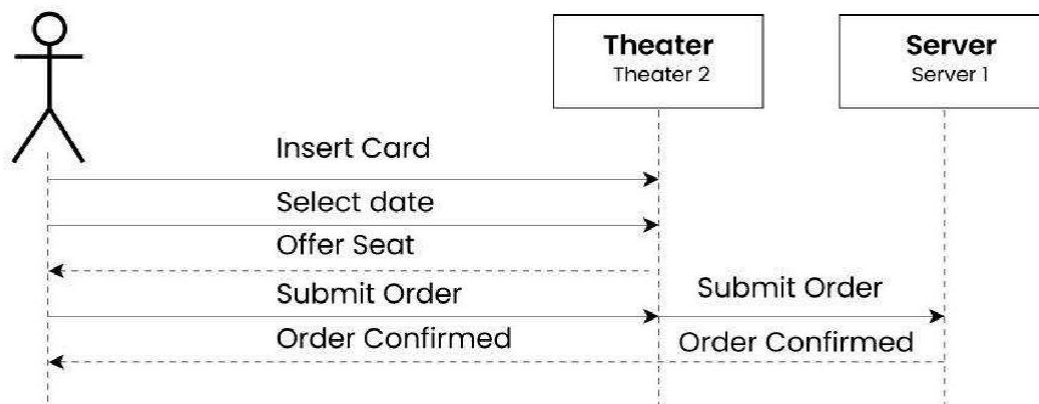 Theater
Theater 2
Server
Server 1
Insert Card
Select date
Offer Seat
Submit Order
Submit Order
Order Confirmed
Order Confirmed